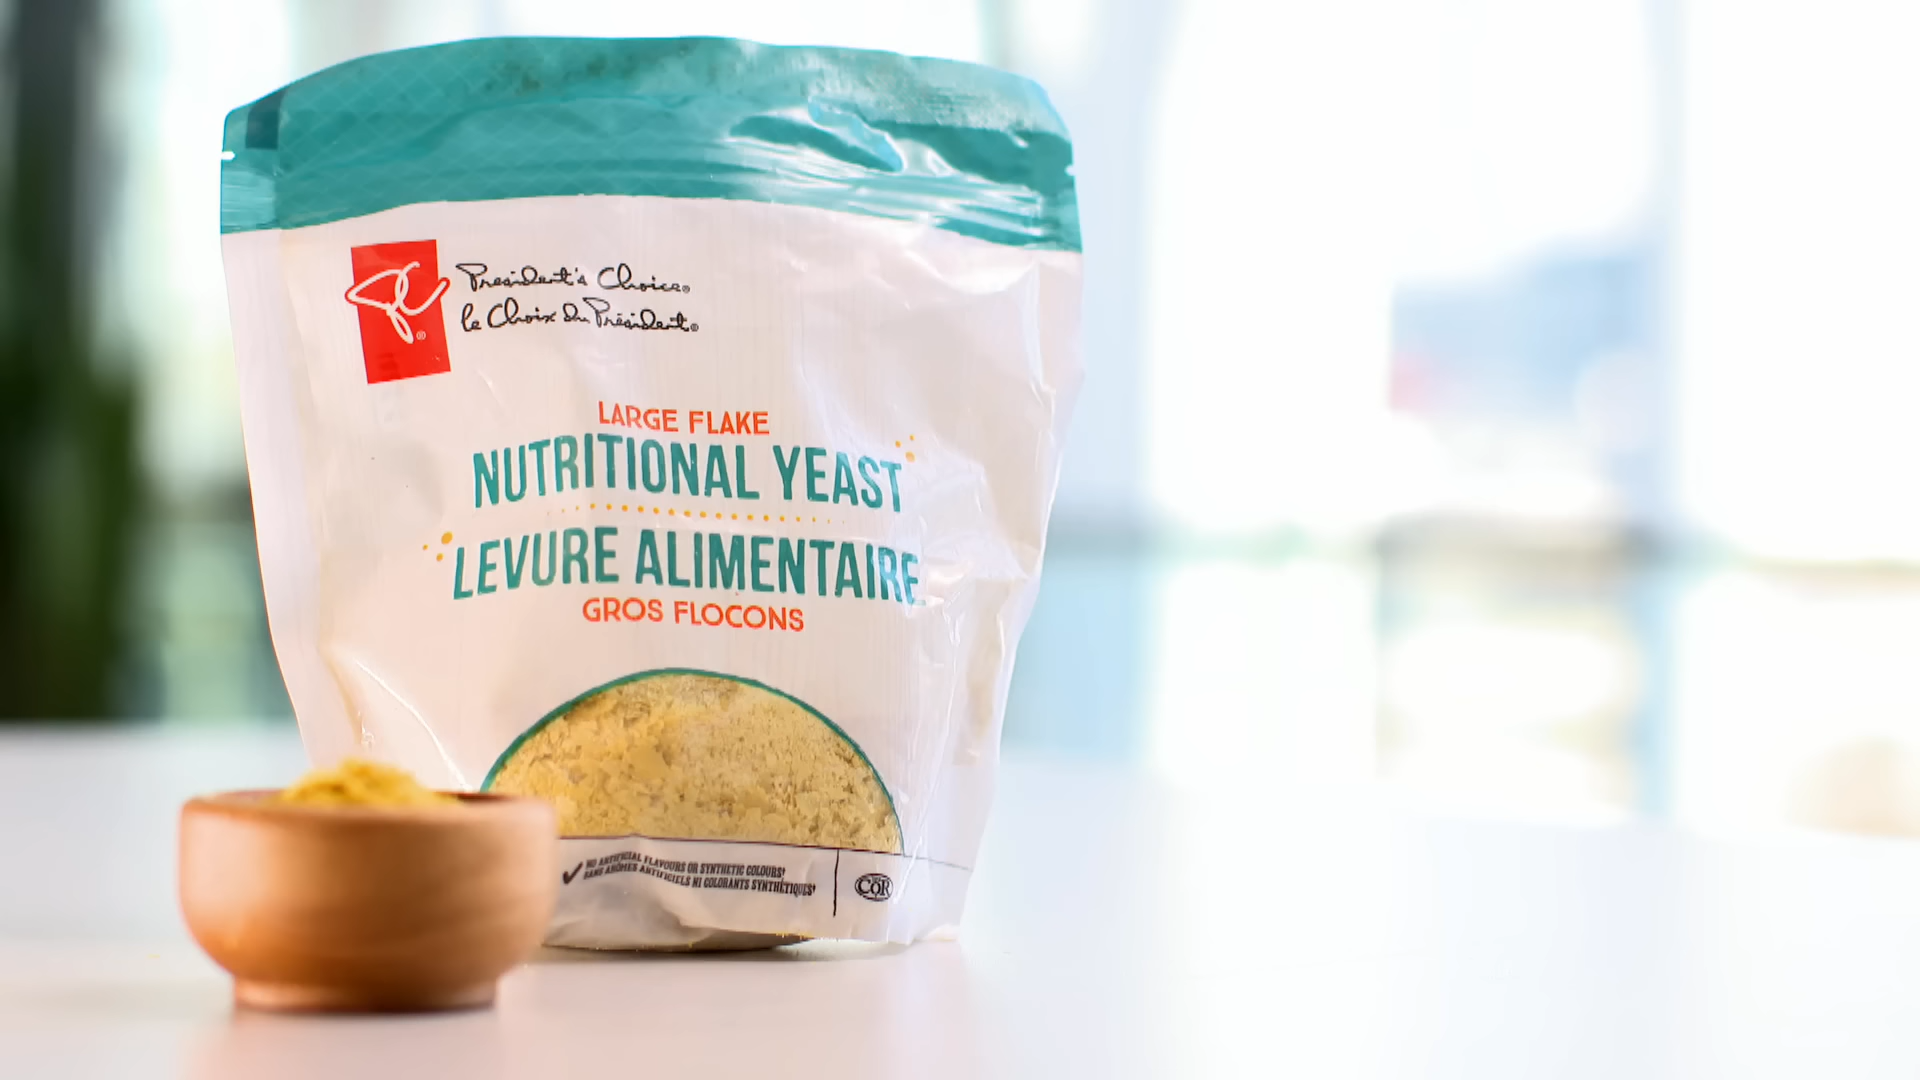 President's Choice®
le Choix du Président®
PC®
LARGE FLAKE
NUTRITIONAL YEAST
LEVURE ALIMENTAIRE
GROS FLOCONS
NO ARTIFICIAL FLAVOURS OR SYNTHETIC COLOURS†
SANS ARÔMES ARTIFICIELS NI COLORANTS SYNTHÉTIQUES†
COR